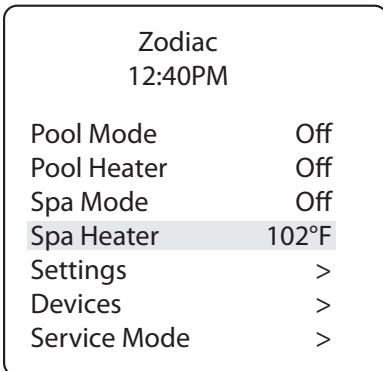 Zodiac
12:40PM
Pool Mode Off
Pool Heater Off
Spa Mode Off
Spa Heater 102°F
Settings >
Devices >
Service Mode >